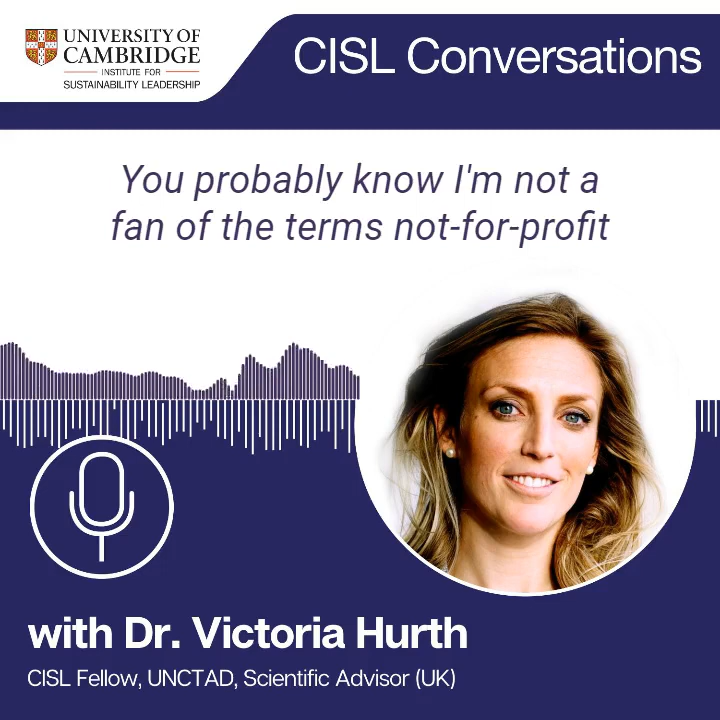 UNIVERSITY OF
CAMBRIDGE
INSTITUTE FOR
SUSTAINABILITY LEADERSHIP
CISL Conversations
You probably know I'm not a
fan of the terms not-for-profit
with Dr. Victoria Hurth
CISL Fellow, UNCTAD, Scientific Advisor (UK)